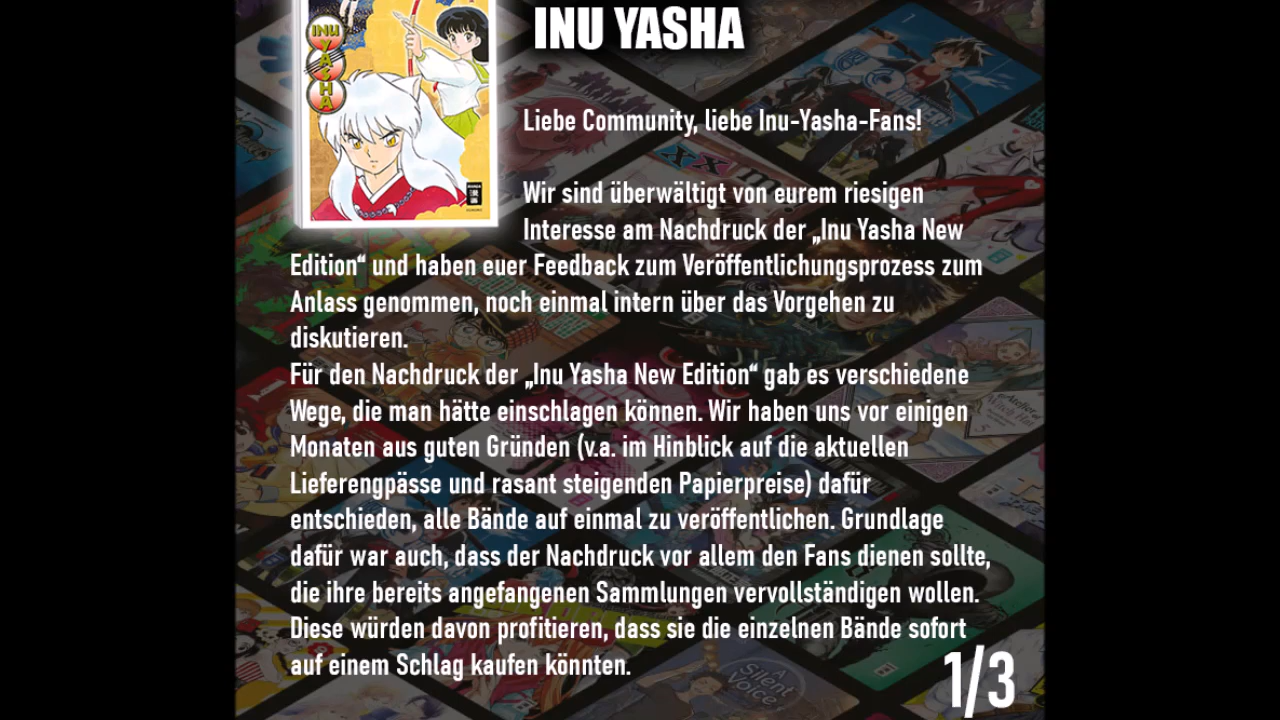 INU YASHA
INU
YASHA
Liebe Community, liebe Inu-Yasha-Fans!
Wir sind überwältigt von eurem riesigen
Interesse am Nachdruck der „Inu Yasha New
Edition“ und haben euer Feedback zum Veröffentlichungsprozess zum
Anlass genommen, noch einmal intern über das Vorgehen zu
diskutieren.
Für den Nachdruck der „Inu Yasha New Edition“ gab es verschiedene
Wege, die man hätte einschlagen können. Wir haben uns vor einigen
Monaten aus guten Gründen (v.a. im Hinblick auf die aktuellen
Lieferengpässe und rasant steigenden Papierpreise) dafür
entschieden, alle Bände auf einmal zu veröffentlichen. Grundlage
dafür war auch, dass der Nachdruck vor allem den Fans dienen sollte,
die ihre bereits angefangenen Sammlungen vervollständigen wollen.
Diese würden davon profitieren, dass sie die einzelnen Bände sofort
auf einem Schlag kaufen könnten.
1/3
A
Silent
Voice